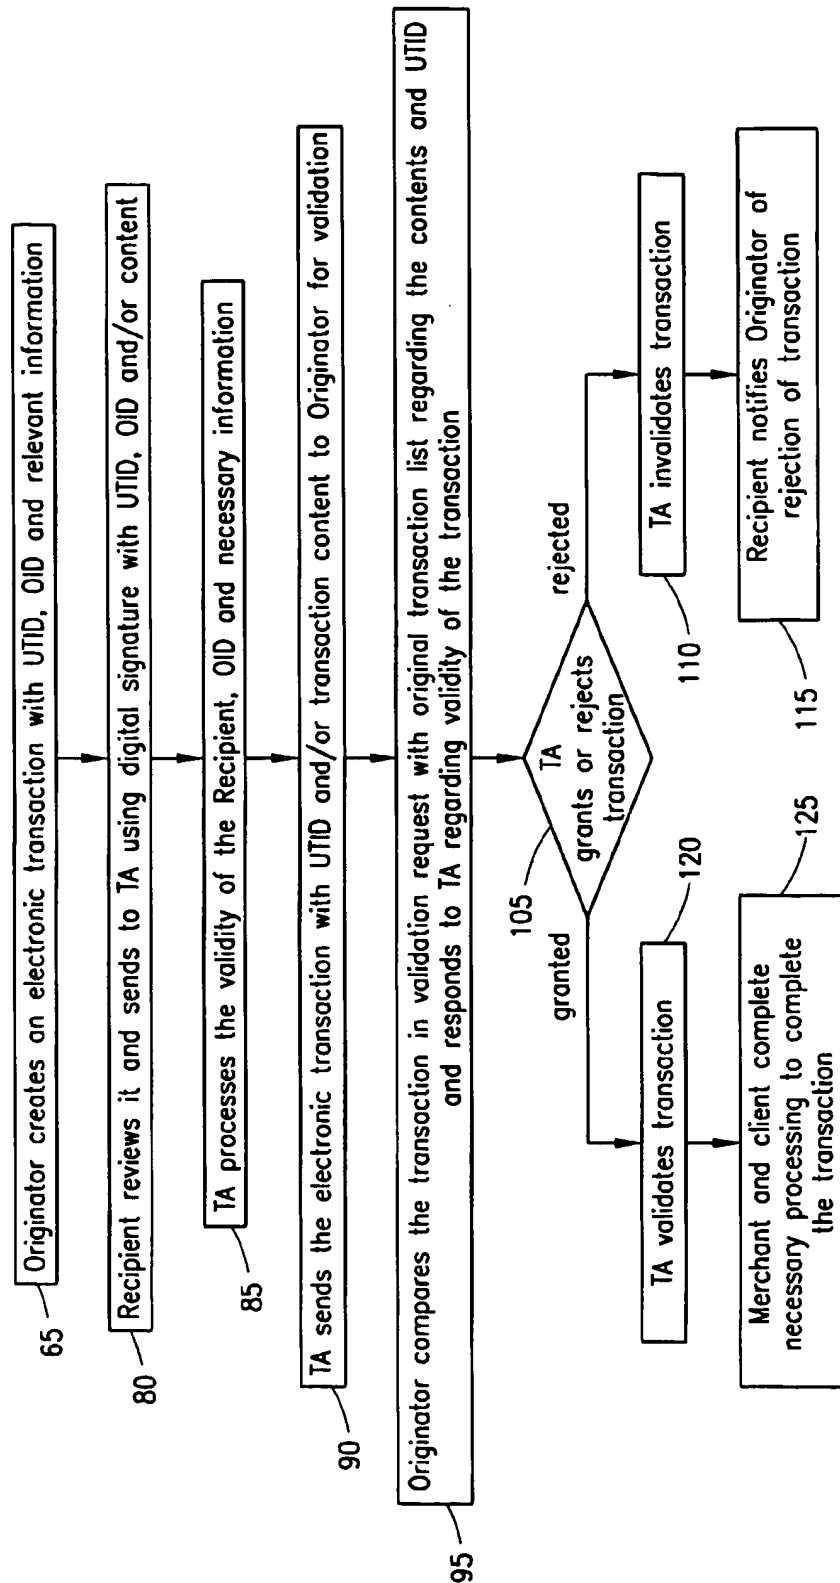 Originator creates an electronic transaction with UTID, OID and relevant information
65
Recipient reviews it and sends to TA using digital signature with UTID, OID and/or content
80
TA processes the validity of the Recipient, OID and necessary information
85
TA sends the electronic transaction with UTID and/or transaction content to Originator for validation
90
Originator compares the transaction in validation request with original transaction list regarding the contents and UTID
and responds to TA regarding validity of the transaction
95
TA
grants or rejects
transaction
105
granted
rejected
TA validates transaction
120
TA invalidates transaction
110
Merchant and client complete
necessary processing to complete
the transaction
125
Recipient notifies Originator of
rejection of transaction
115